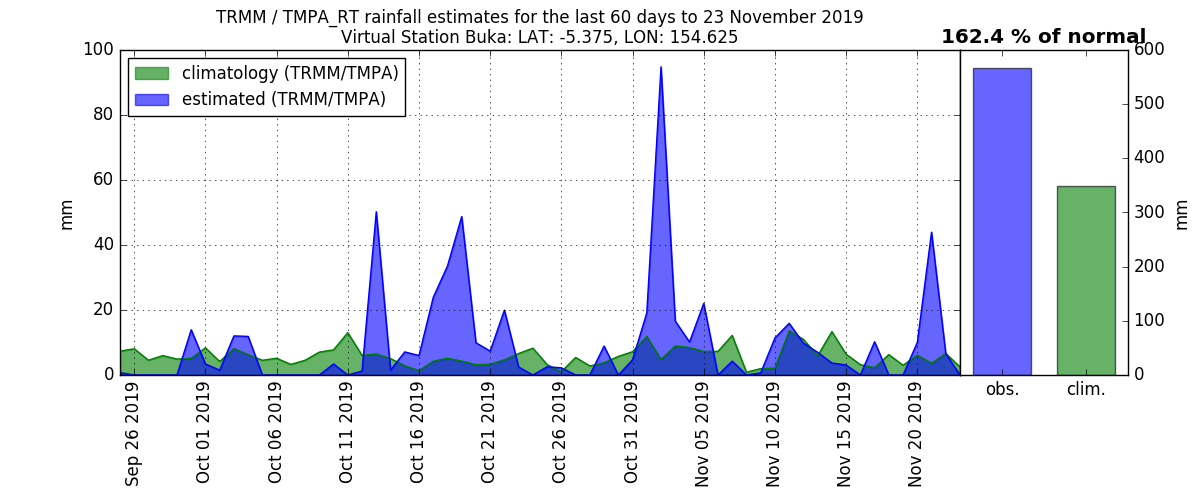 TRMM / TMPA_RT rainfall estimates for the last 60 days to 23 November 2019
Virtual Station Buka: LAT: -5.375, LON: 154.625
162.4 % of normal
climatology (TRMM/TMPA)
estimated (TRMM/TMPA)
100
80
60
40
20
0
mm
Sep 26 2019
Oct 01 2019
Oct 06 2019
Oct 11 2019
Oct 16 2019
Oct 21 2019
Oct 26 2019
Oct 31 2019
Nov 05 2019
Nov 10 2019
Nov 15 2019
Nov 20 2019
600
500
400
300
200
100
0
mm
obs.
clim.